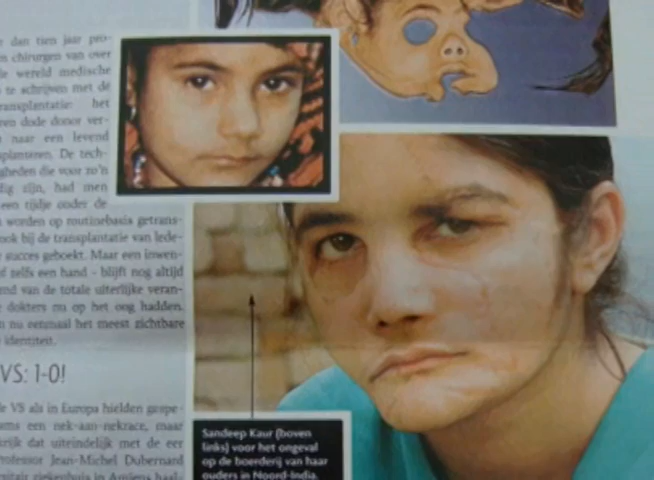 dan tien jaar
chirurgen van over
wereld medische
te schrijven met de
het
dode donor ver-
naar een levend
De tech-
die voor zo'n
zijn, had men
een tijdje onder de
worden op routinebasis getrans-
ook bij de transplantatie van lede-
succes geboekt. Maar een inwen-
zelfs een hand - blijft nog altijd
van de totale uiterlijke veran-
dokters nu op het oog hadden.
nu eenmaal het meest zichtbare
identiteit.
VS: 1-0!
VS als in Europa hielden
een nek-aan-nekrace, maar
dat uiteindelijk met de eer
Professor Jean-Michel Dubernard
ziekenhuis in Amiens
Sandeep Kaur (boven
links) voor het ongeval
op de boerderij van haar
ouders in Noord-India.